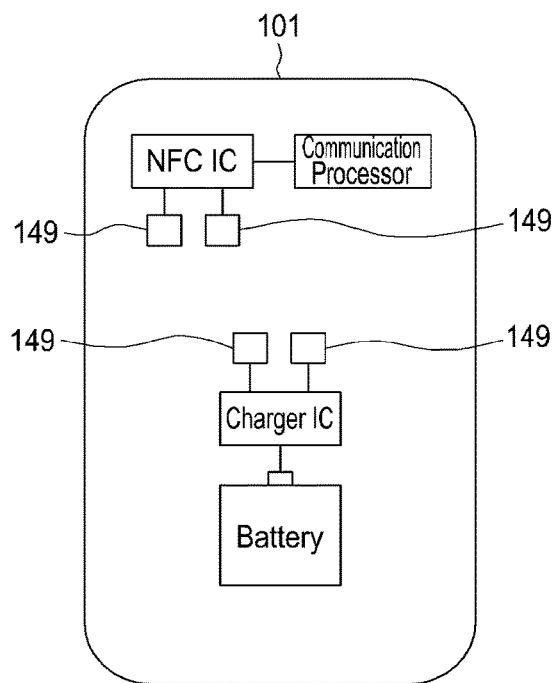 101
NFC IC
Communication
Processor
149
149
149
149
Charger IC
Battery